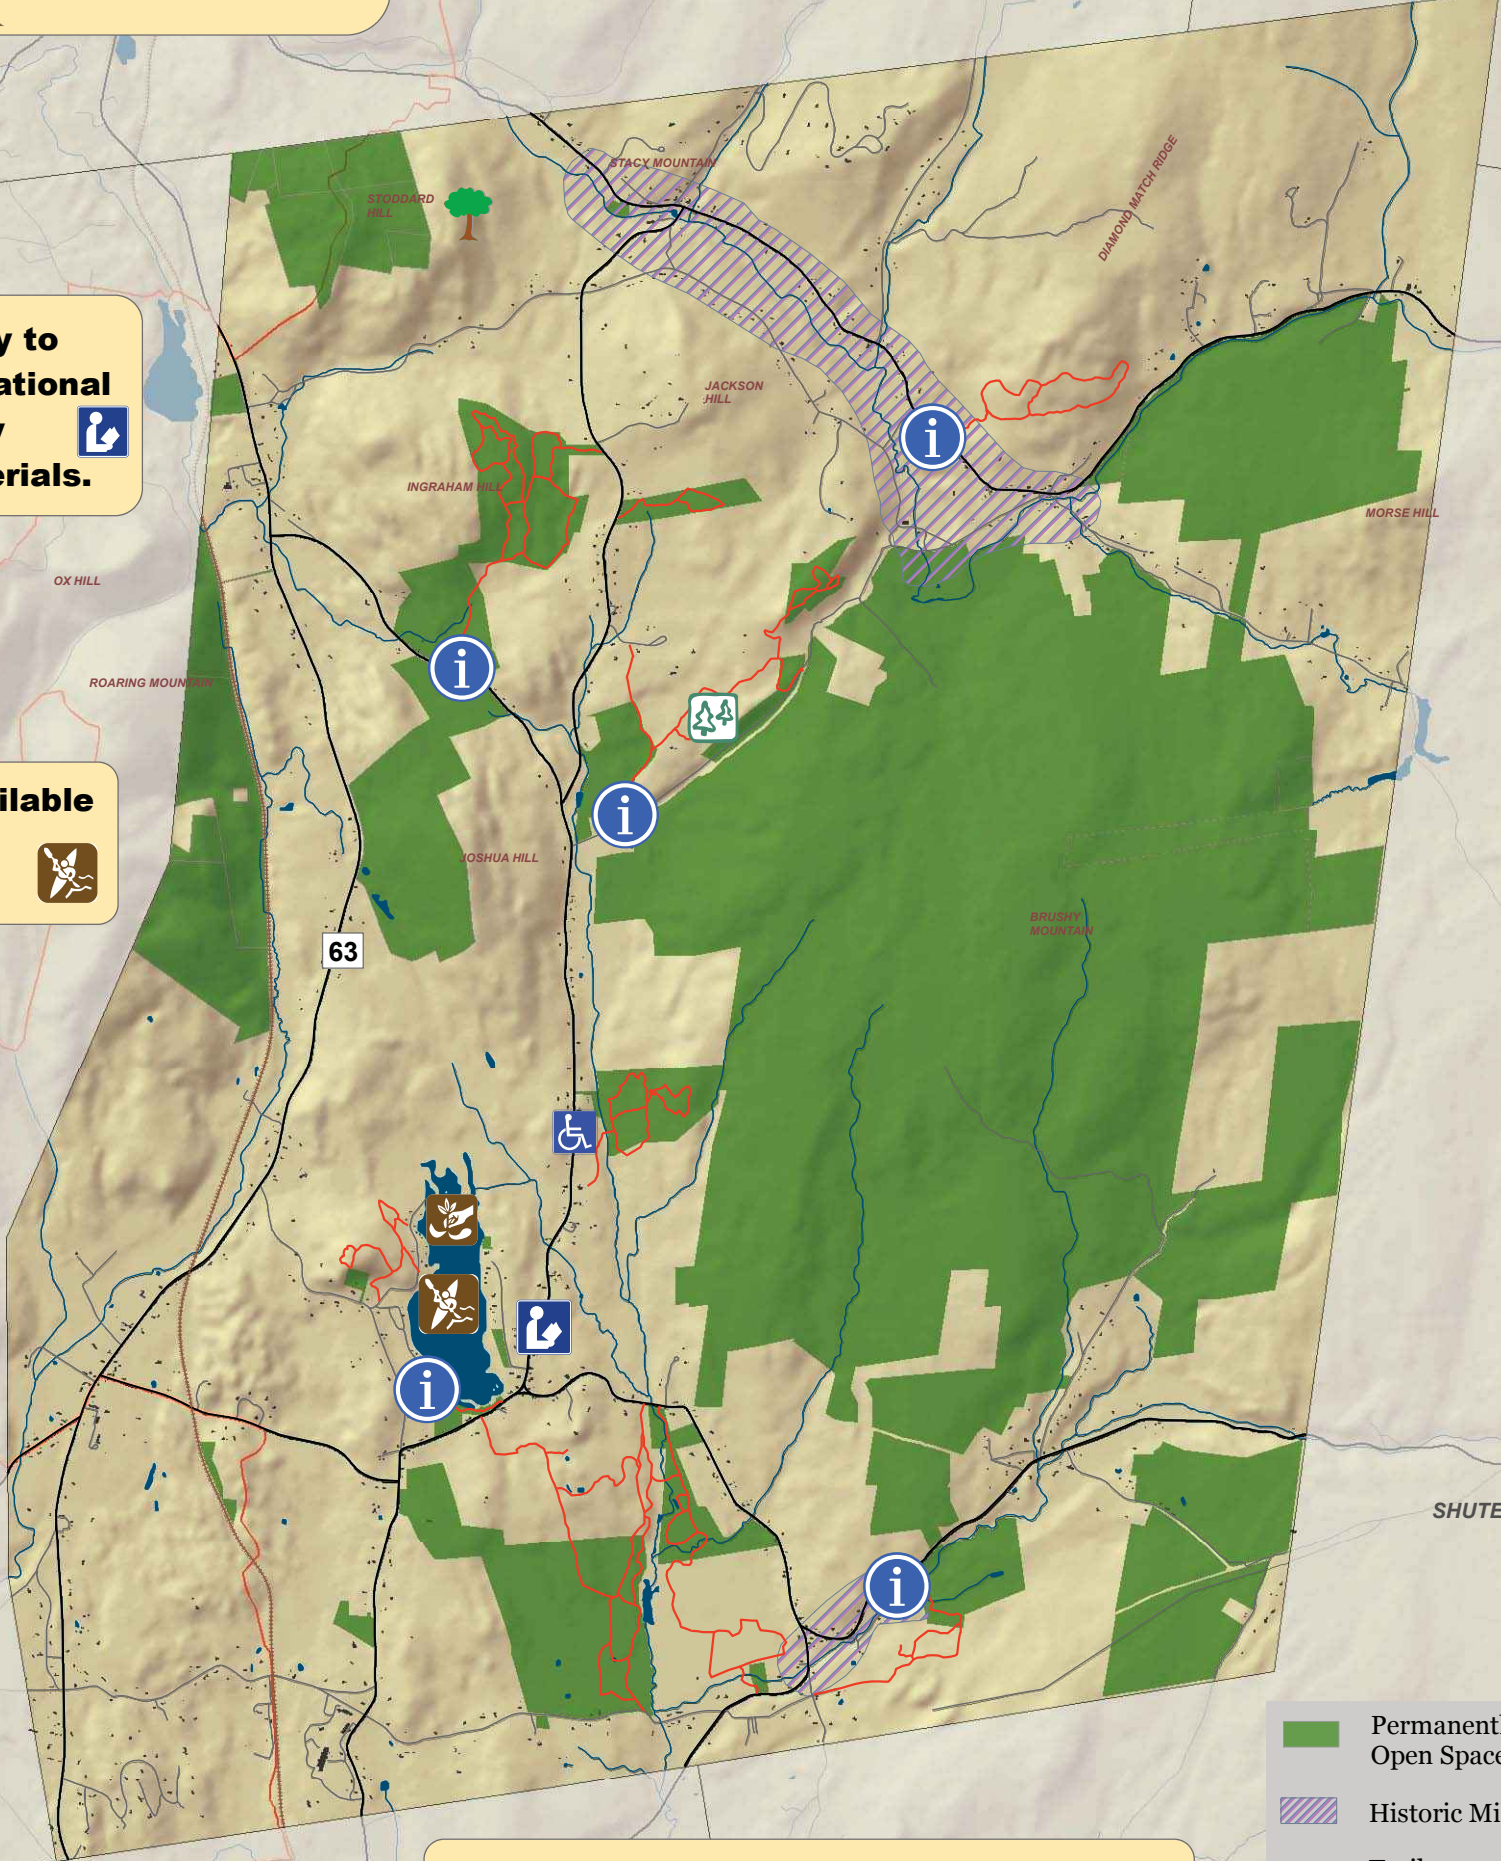 STACY MOUNTAIN
STODDARD
HILL
DIAMOND MATCH RIDGE
y to
ational
y
erials.
JACKSON
HILL
INGRAHAM HILL
MORSE HILL
OX HILL
ROARING MOUNTAIN
ilable
JOSHUA HILL
BRUSHY
MOUNTAIN
63
i
i
i
i
i
SHUTE
Permanentl
Open Space
Historic Mi